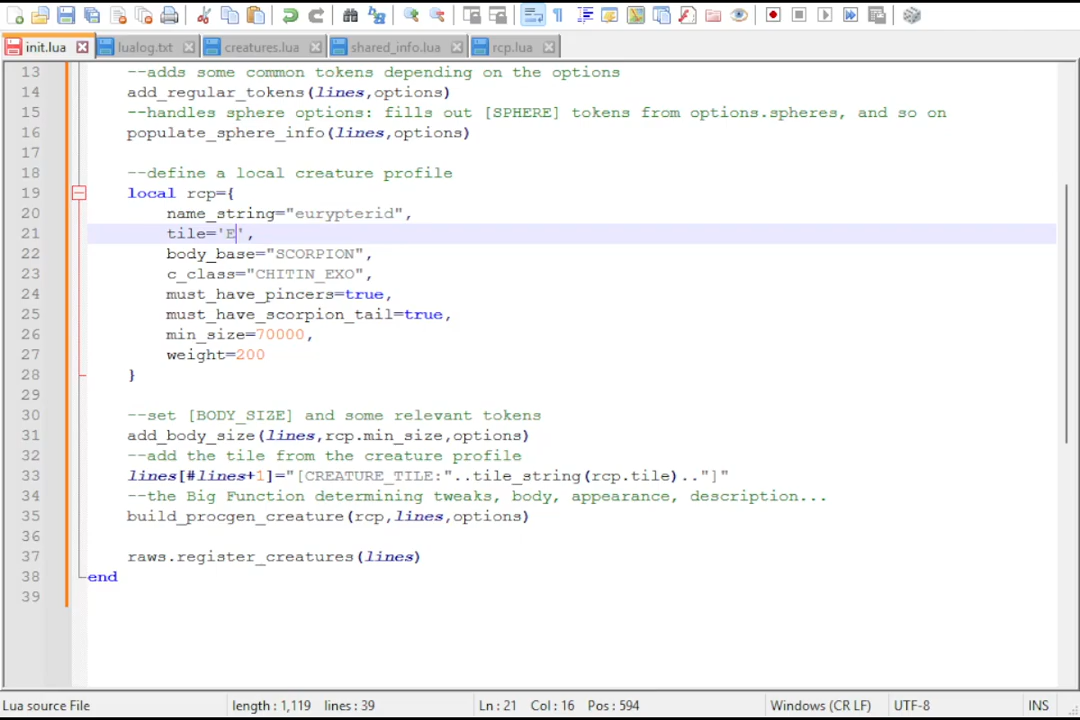 init.lua lualog.txt creatures.lua shared_info.lua rcp.lua
13 --adds some common tokens depending on the options
14 add_regular_tokens(lines,options)
15 --handles sphere options: fills out [SPHERE] tokens from options.spheres, and so on
16 populate_sphere_info(lines,options)
17
18 --define a local creature profile
19 local rcp={
20 name_string="eurypterid",
21 tile='E',
22 body_base="SCORPION",
23 c_class="CHITIN_EXO",
24 must_have_pincers=true,
25 must_have_scorpion_tail=true,
26 min_size=70000,
27 weight=200
28 }
29
30 --set [BODY_SIZE] and some relevant tokens
31 add_body_size(lines,rcp.min_size,options)
32 --add the tile from the creature profile
33 lines[#lines+1]="[CREATURE_TILE:"..tile_string(rcp.tile).."]"
34 --the Big Function determining tweaks, body, appearance, description...
35 build_procgen_creature(rcp,lines,options)
36
37 raws.register_creatures(lines)
38 end
39
Lua source File length : 1,119 lines : 39 Ln : 21 Col : 16 Pos : 594 Windows (CR LF) UTF-8 INS